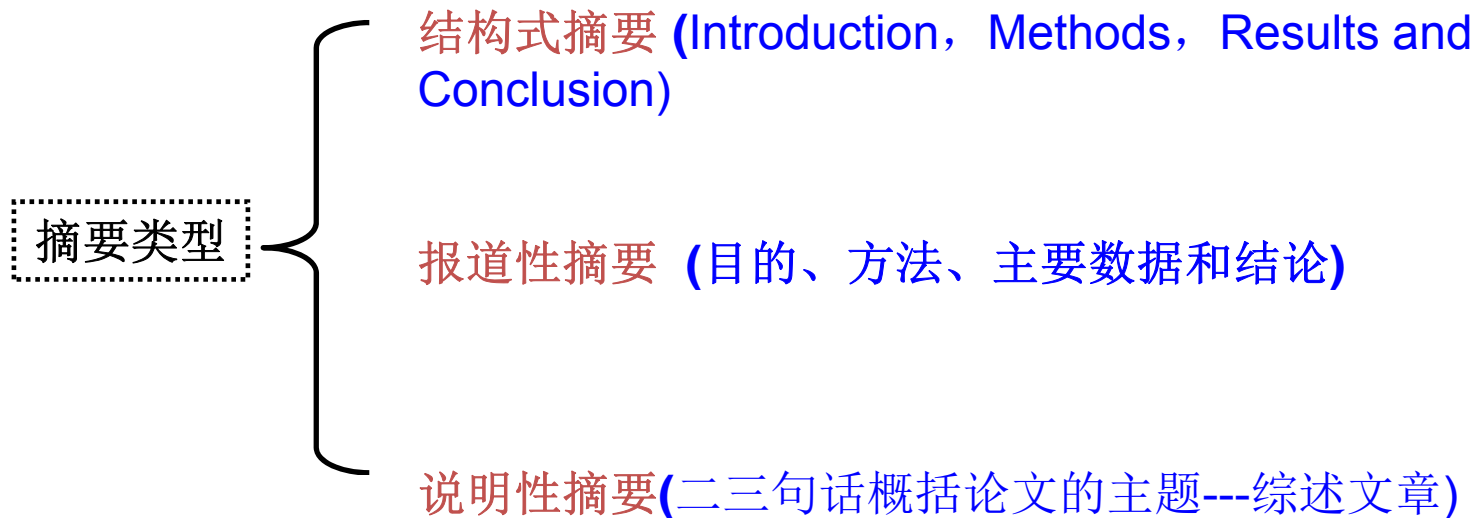 结构式摘要 (Introduction，Methods，Results and
Conclusion)
摘要类型
报道性摘要 (目的、方法、主要数据和结论)
说明性摘要(二三句话概括论文的主题---综述文章)